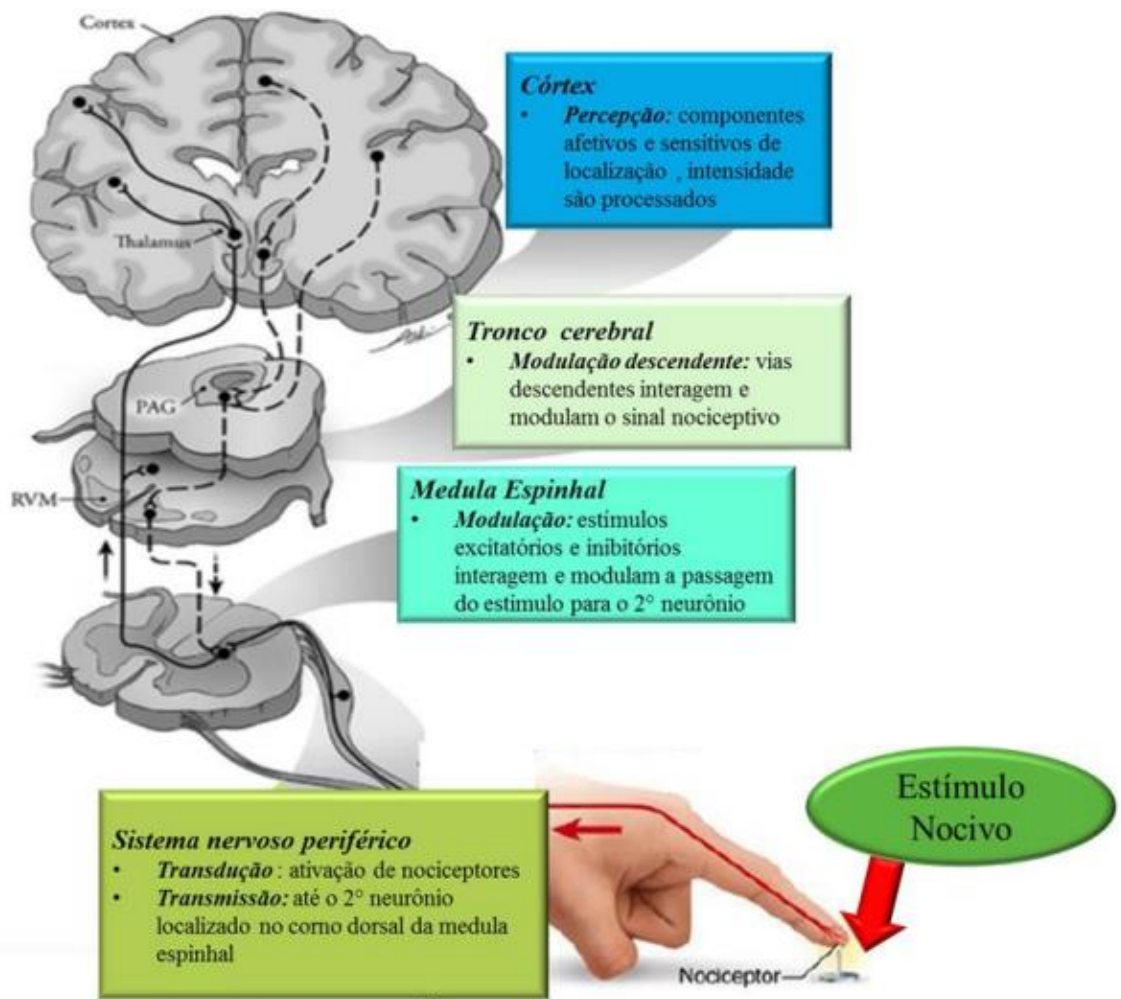 Cortex
Córtex
• Percepção: componentes
afetivos e sensitivos de
localização , intensidade
são processados
Thalamus
Tronco cerebral
• Modulação descendente: vias
descendentes interagem e
modulam o sinal nociceptivo
PAG
RVM
Medula Espinhal
• Modulação: estímulos
excitatórios e inibitórios
interagem e modulam a passagem
do estimulo para o 2° neurônio
Estímulo
Nocivo
Sistema nervoso periférico
• Transdução : ativação de nociceptores
• Transmissão: até o 2° neurônio
localizado no corno dorsal da medula
espinhal
Nociceptor